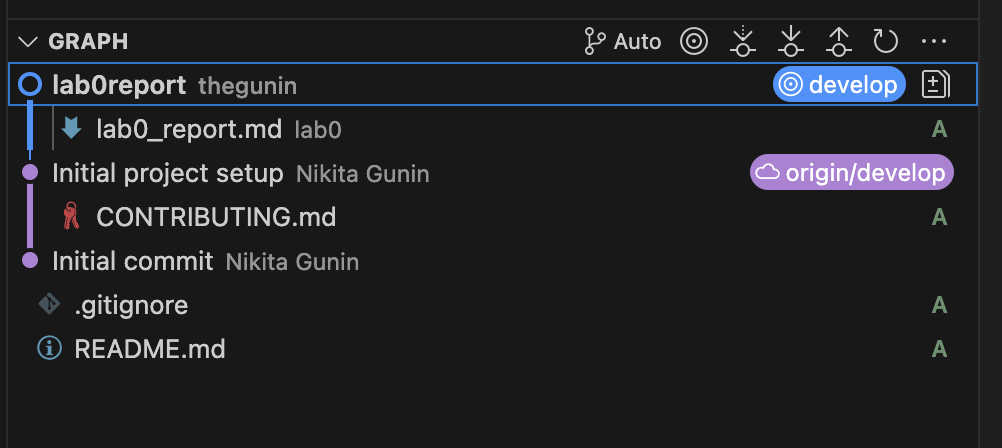 GRAPH Auto
lab0report thegunin develop
lab0_report.md lab0 A
Initial project setup Nikita Gunin origin/develop
CONTRIBUTING.md A
Initial commit Nikita Gunin
.gitignore A
README.md A